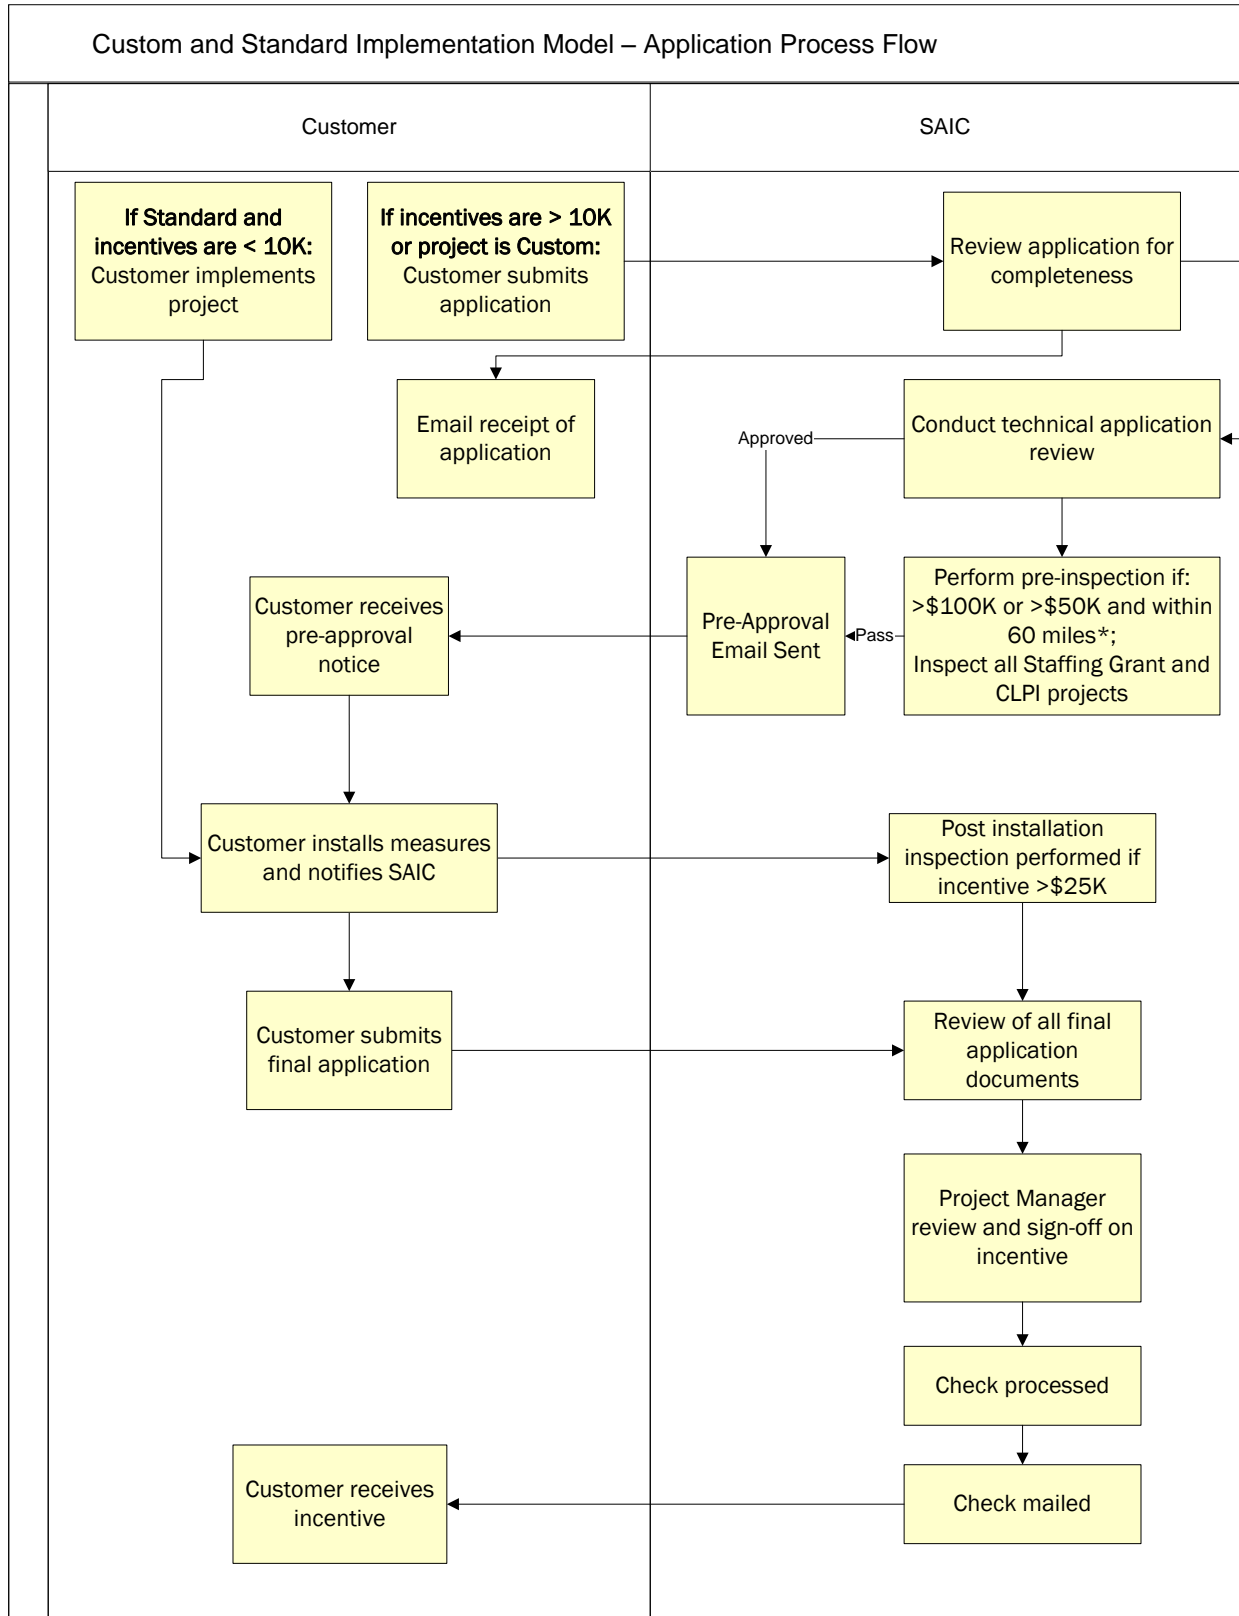 Custom and Standard Implementation Model – Application Process Flow
Customer
SAIC
If Standard and
incentives are < 10K:
Customer implements
project
If incentives are > 10K
or project is Custom:
Customer submits
application
Review application for
completeness
Email receipt of
application
Approved
Conduct technical application
review
Customer receives
pre-approval
notice
Pre-Approval
Email Sent
Pass
Perform pre-inspection if:
>$100K or >$50K and within
60 miles*;
Inspect all Staffing Grant and
CLPI projects
Customer installs measures
and notifies SAIC
Post installation
inspection performed if
incentive >$25K
Customer submits
final application
Review of all final
application
documents
Project Manager
review and sign-off on
incentive
Check processed
Customer receives
incentive
Check mailed